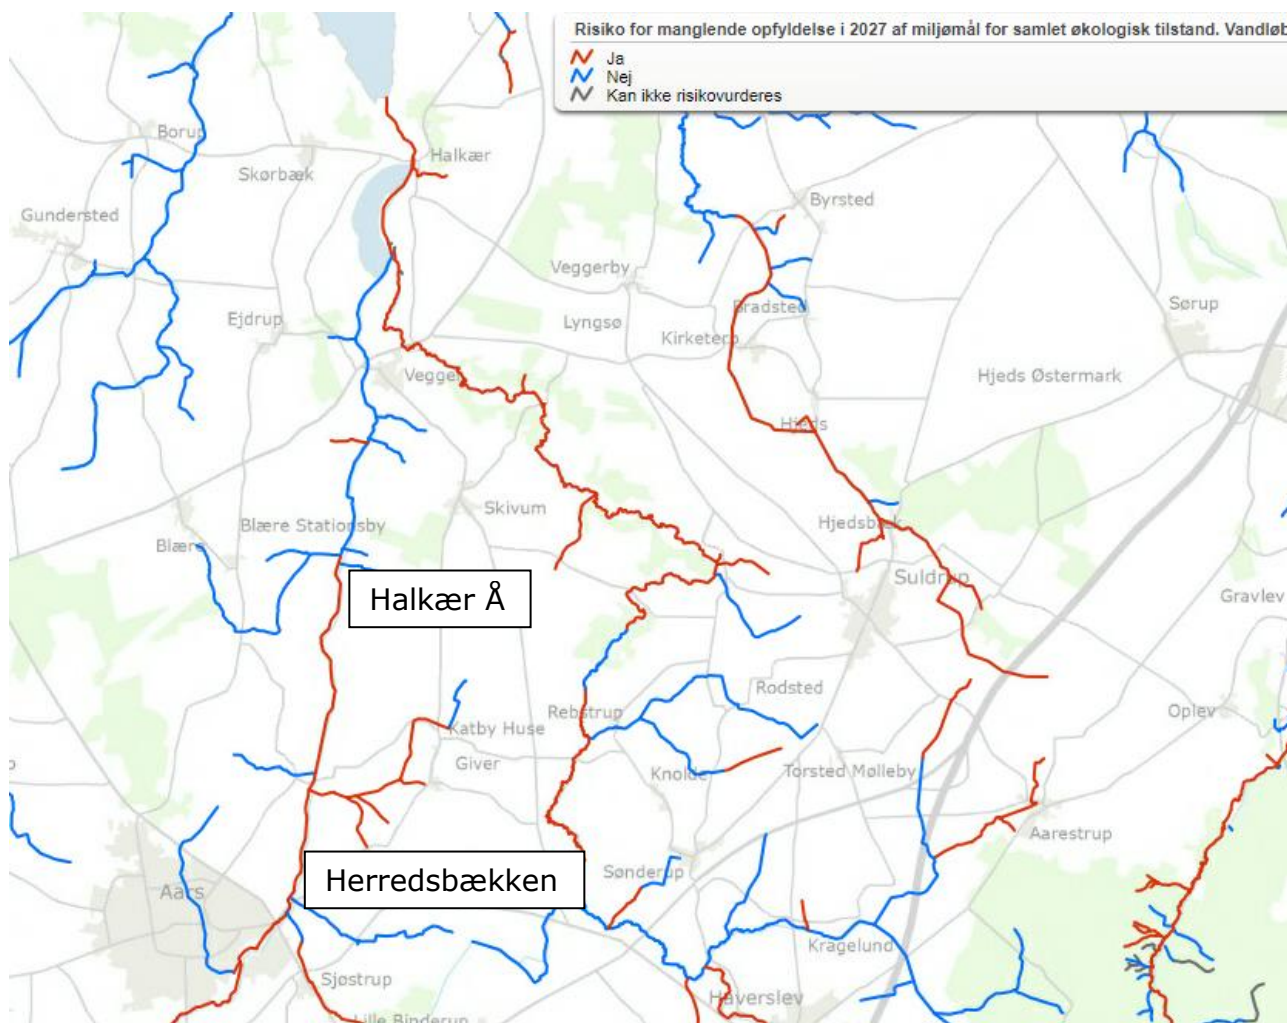 Risiko for manglende opfyldelse i 2027 af miljømål for samlet økologisk tilstand. Vandløb
Ja
Nej
Kan ikke risikovurderes
Borup
Halkær
Skørbæk
Byrsted
Gundersted
Veggerby
Sørup
Bradsted
Ejdrup
Lyngsø
Kirketerp
Vegger
Hjeds Østermark
Hjeds
Skivum
Blære Stationsby
Hjedsbæk
Blære
Suldrup
Halkær Å
Gravlev
Rodsted
Rebstrup
Oplev
Katby Huse
Giver
Knolde
Torsted Mølleby
Aarestrup
Herredsbækken
Sønderup
Aars
Kragelund
Sjøstrup
Haverslev
Lille Binderup